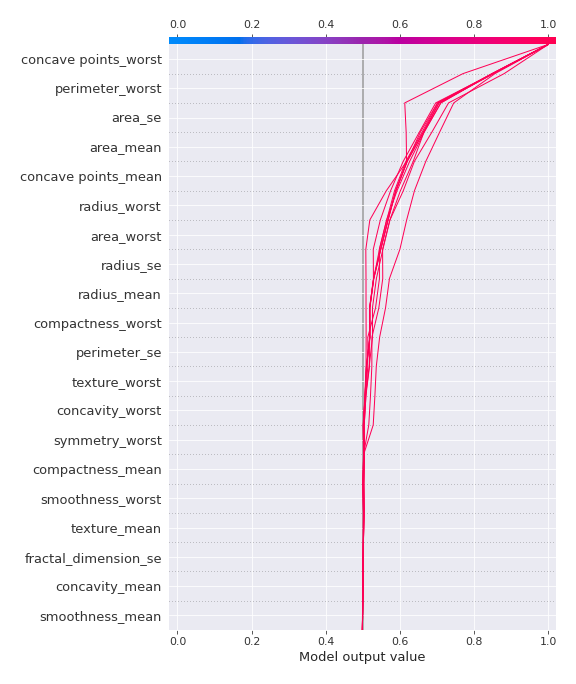 0.0 0.2 0.4 0.6 0.8 1.0
concave points_worst
perimeter_worst
area_se
area_mean
concave points_mean
radius_worst
area_worst
radius_se
radius_mean
compactness_worst
perimeter_se
texture_worst
concavity_worst
symmetry_worst
compactness_mean
smoothness_worst
texture_mean
fractal_dimension_se
concavity_mean
smoothness_mean
0.0 0.2 0.4 0.6 0.8 1.0
Model output value